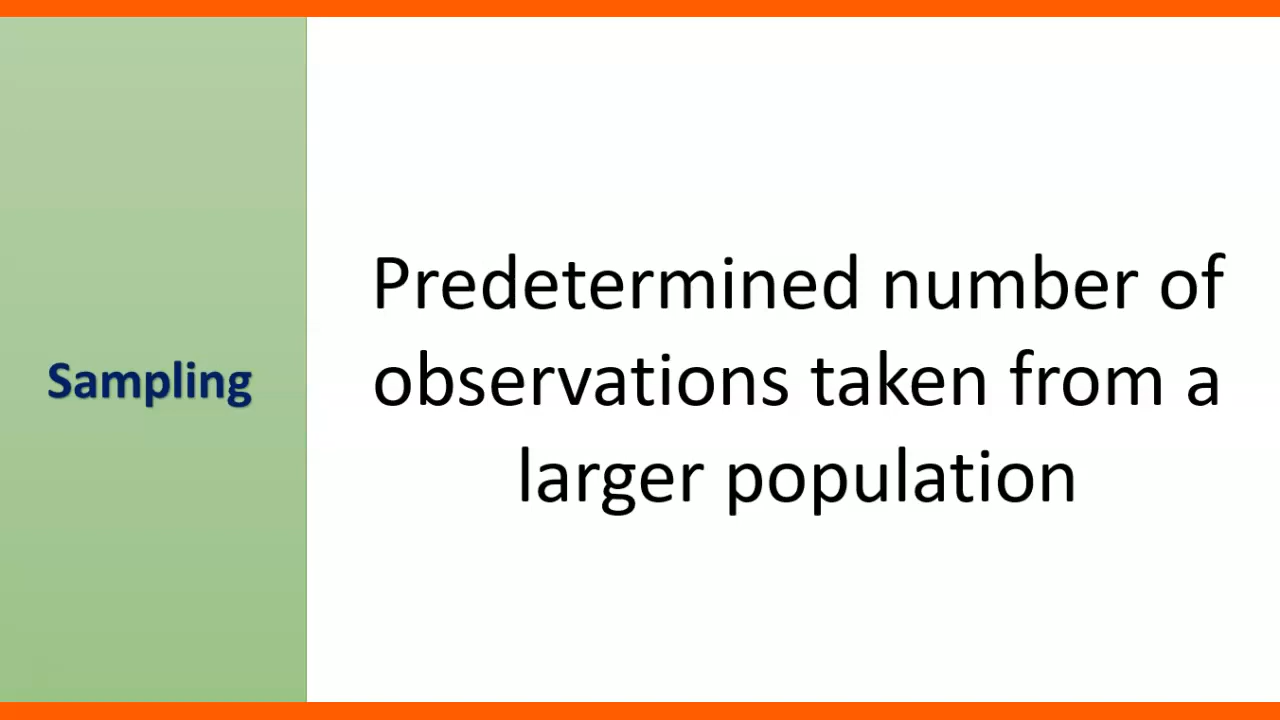 Sampling
Predetermined number of
observations taken from a
larger population